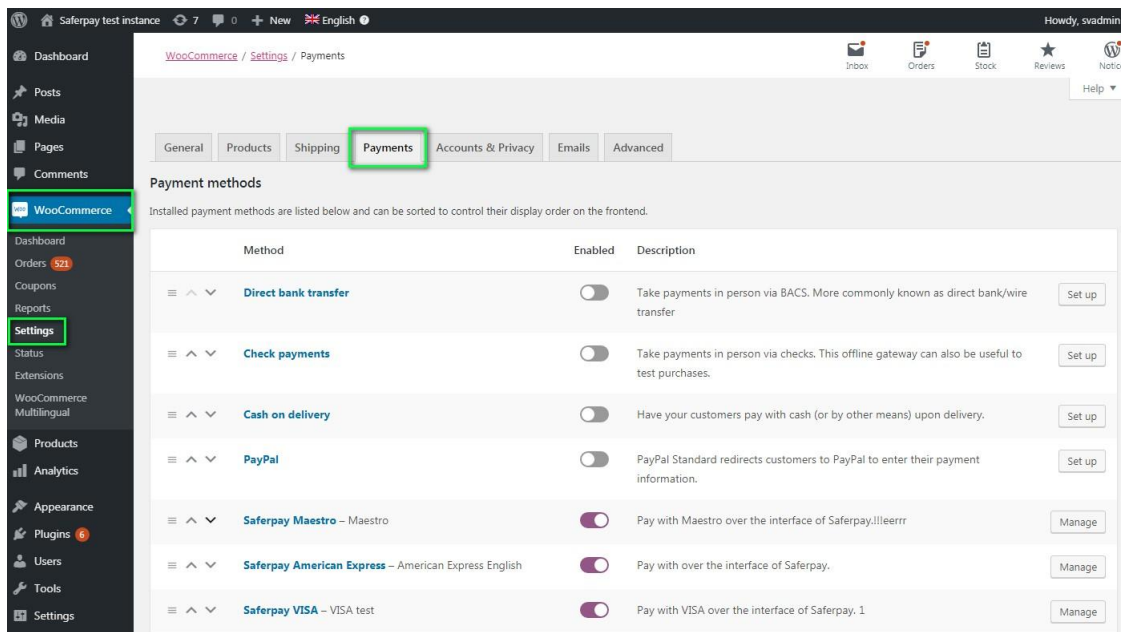 Saferpay test instance 7 0 New English Howdy, svadmin
Dashboard
Posts
Media
Pages
Comments
WooCommerce
Dashboard
Orders 521
Coupons
Reports
Settings
Status
Extensions
WooCommerce
Multilingual
Products
Analytics
Appearance
Plugins 6
Users
Tools
Settings
WooCommerce / Settings / Payments
Inbox Orders Stock Reviews Notic
Help
General Products Shipping Payments Accounts & Privacy Emails Advanced
Payment methods
Installed payment methods are listed below and can be sorted to control their display order on the frontend.
Method Enabled Description
Direct bank transfer Take payments in person via BACS. More commonly known as direct bank/wire Set up
transfer
Check payments Take payments in person via checks. This offline gateway can also be useful to Set up
test purchases.
Cash on delivery Have your customers pay with cash (or by other means) upon delivery. Set up
PayPal PayPal Standard redirects customers to PayPal to enter their payment Set up
information.
Saferpay Maestro – Maestro Pay with Maestro over the interface of Saferpay.!!!eerrr Manage
Saferpay American Express – American Express English Pay with over the interface of Saferpay. Manage
Saferpay VISA – VISA test Pay with VISA over the interface of Saferpay. 1 Manage